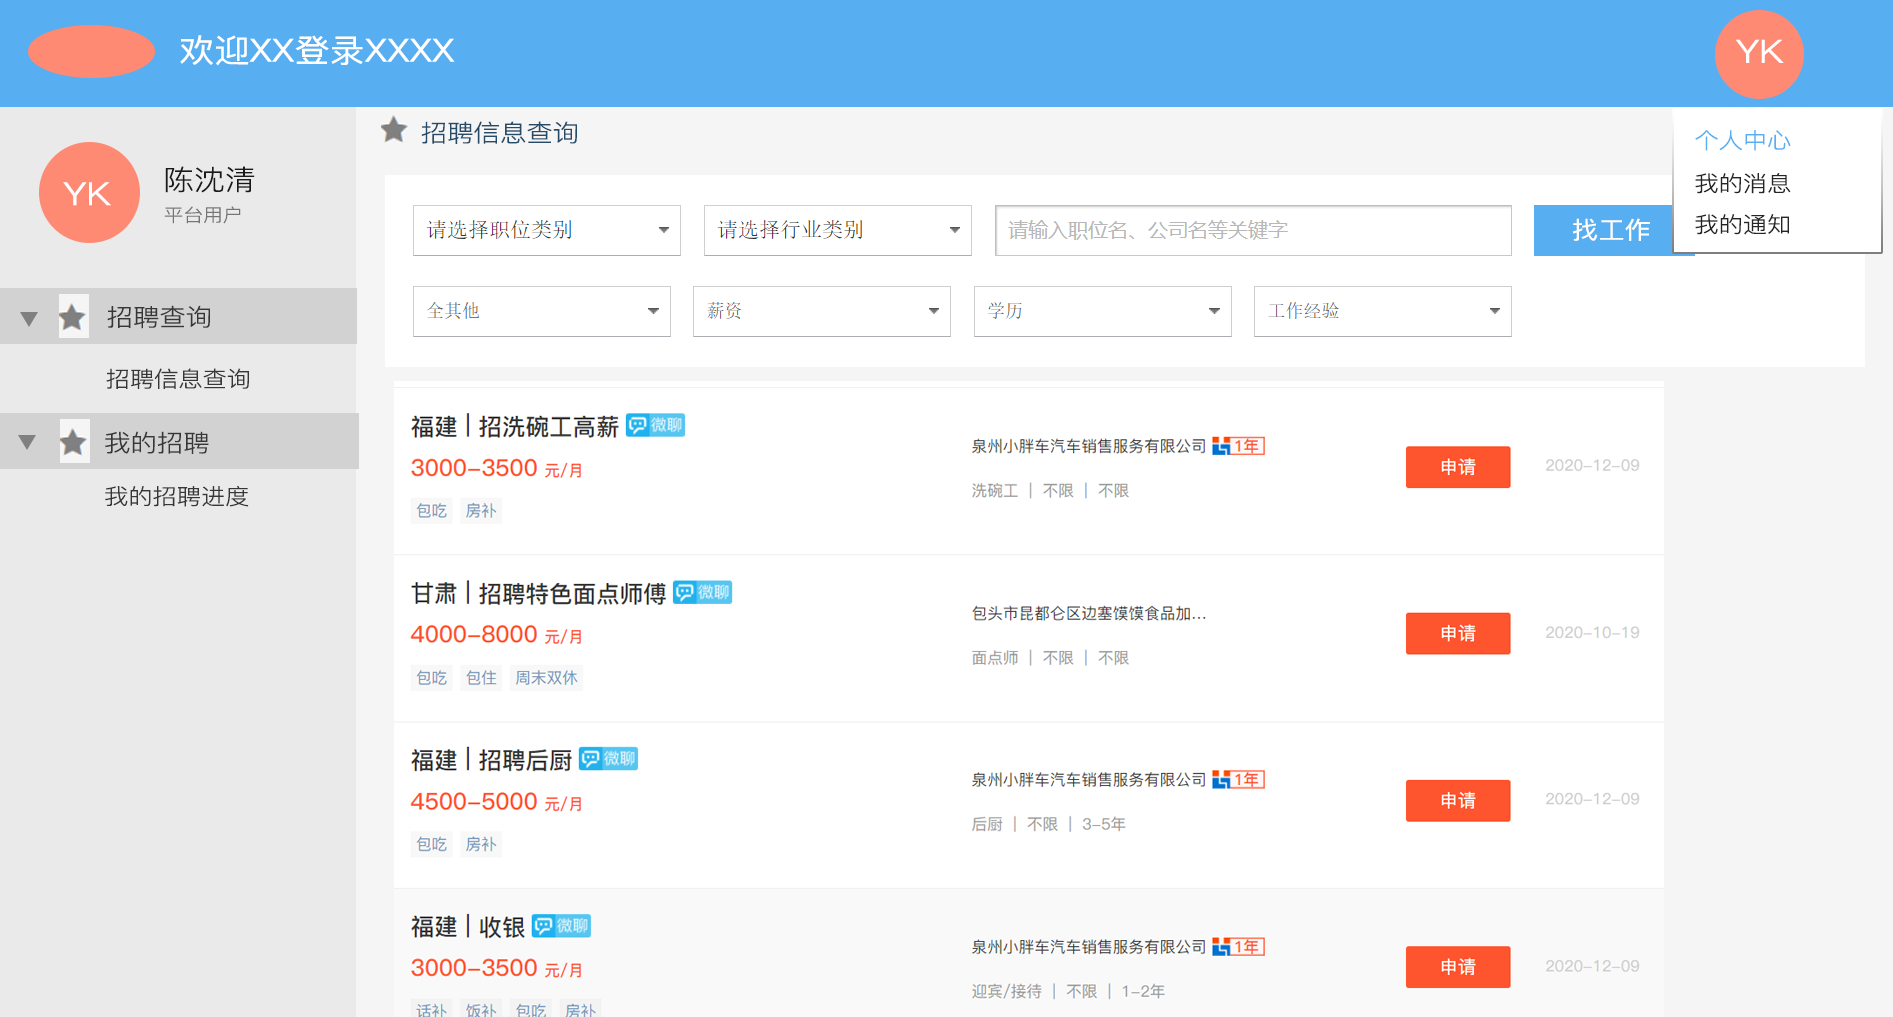 欢迎XX登录XXXX
YK
个人中心
我的消息
我的通知
YK
陈沈清
平台用户
招聘查询
招聘信息查询
我的招聘
我的招聘进度
招聘信息查询
请选择职位类别
请选择行业类别
请输入职位名、公司名等关键字
找工作
全其他
薪资
学历
工作经验
福建 | 招洗碗工高薪 微聊
3000-3500 元/月
包吃 房补
泉州小胖车汽车销售服务有限公司 1年
洗碗工 | 不限 | 不限
申请
2020-12-09
甘肃 | 招聘特色面点师傅 微聊
4000-8000 元/月
包吃 包住 周末双休
包头市昆都仑区边塞馍馍食品加...
面点师 | 不限 | 不限
申请
2020-10-19
福建 | 招聘后厨 微聊
4500-5000 元/月
包吃 房补
泉州小胖车汽车销售服务有限公司 1年
后厨 | 不限 | 3-5年
申请
2020-12-09
福建 | 收银 微聊
3000-3500 元/月
话补 饭补 包吃 房补
泉州小胖车汽车销售服务有限公司 1年
迎宾/接待 | 不限 | 1-2年
申请
2020-12-09